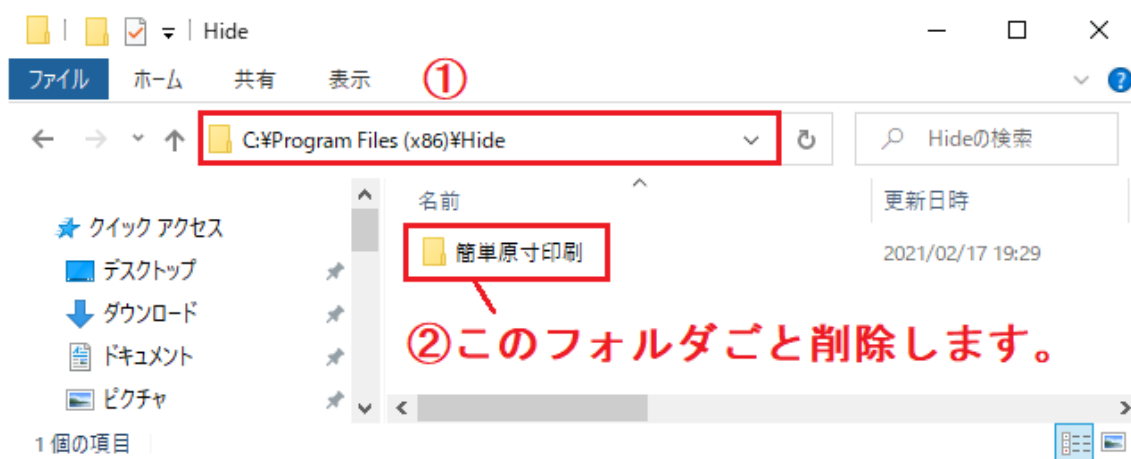 Hide
ファイル ホーム 共有 表示 ①
C:¥Program Files (x86)¥Hide Hideの検索
名前 更新日時
クイック アクセス
簡単原寸印刷 2021/02/17 19:29
デスクトップ
ダウンロード
②このフォルダごと削除します。
ドキュメント
ピクチャ
1 個の項目